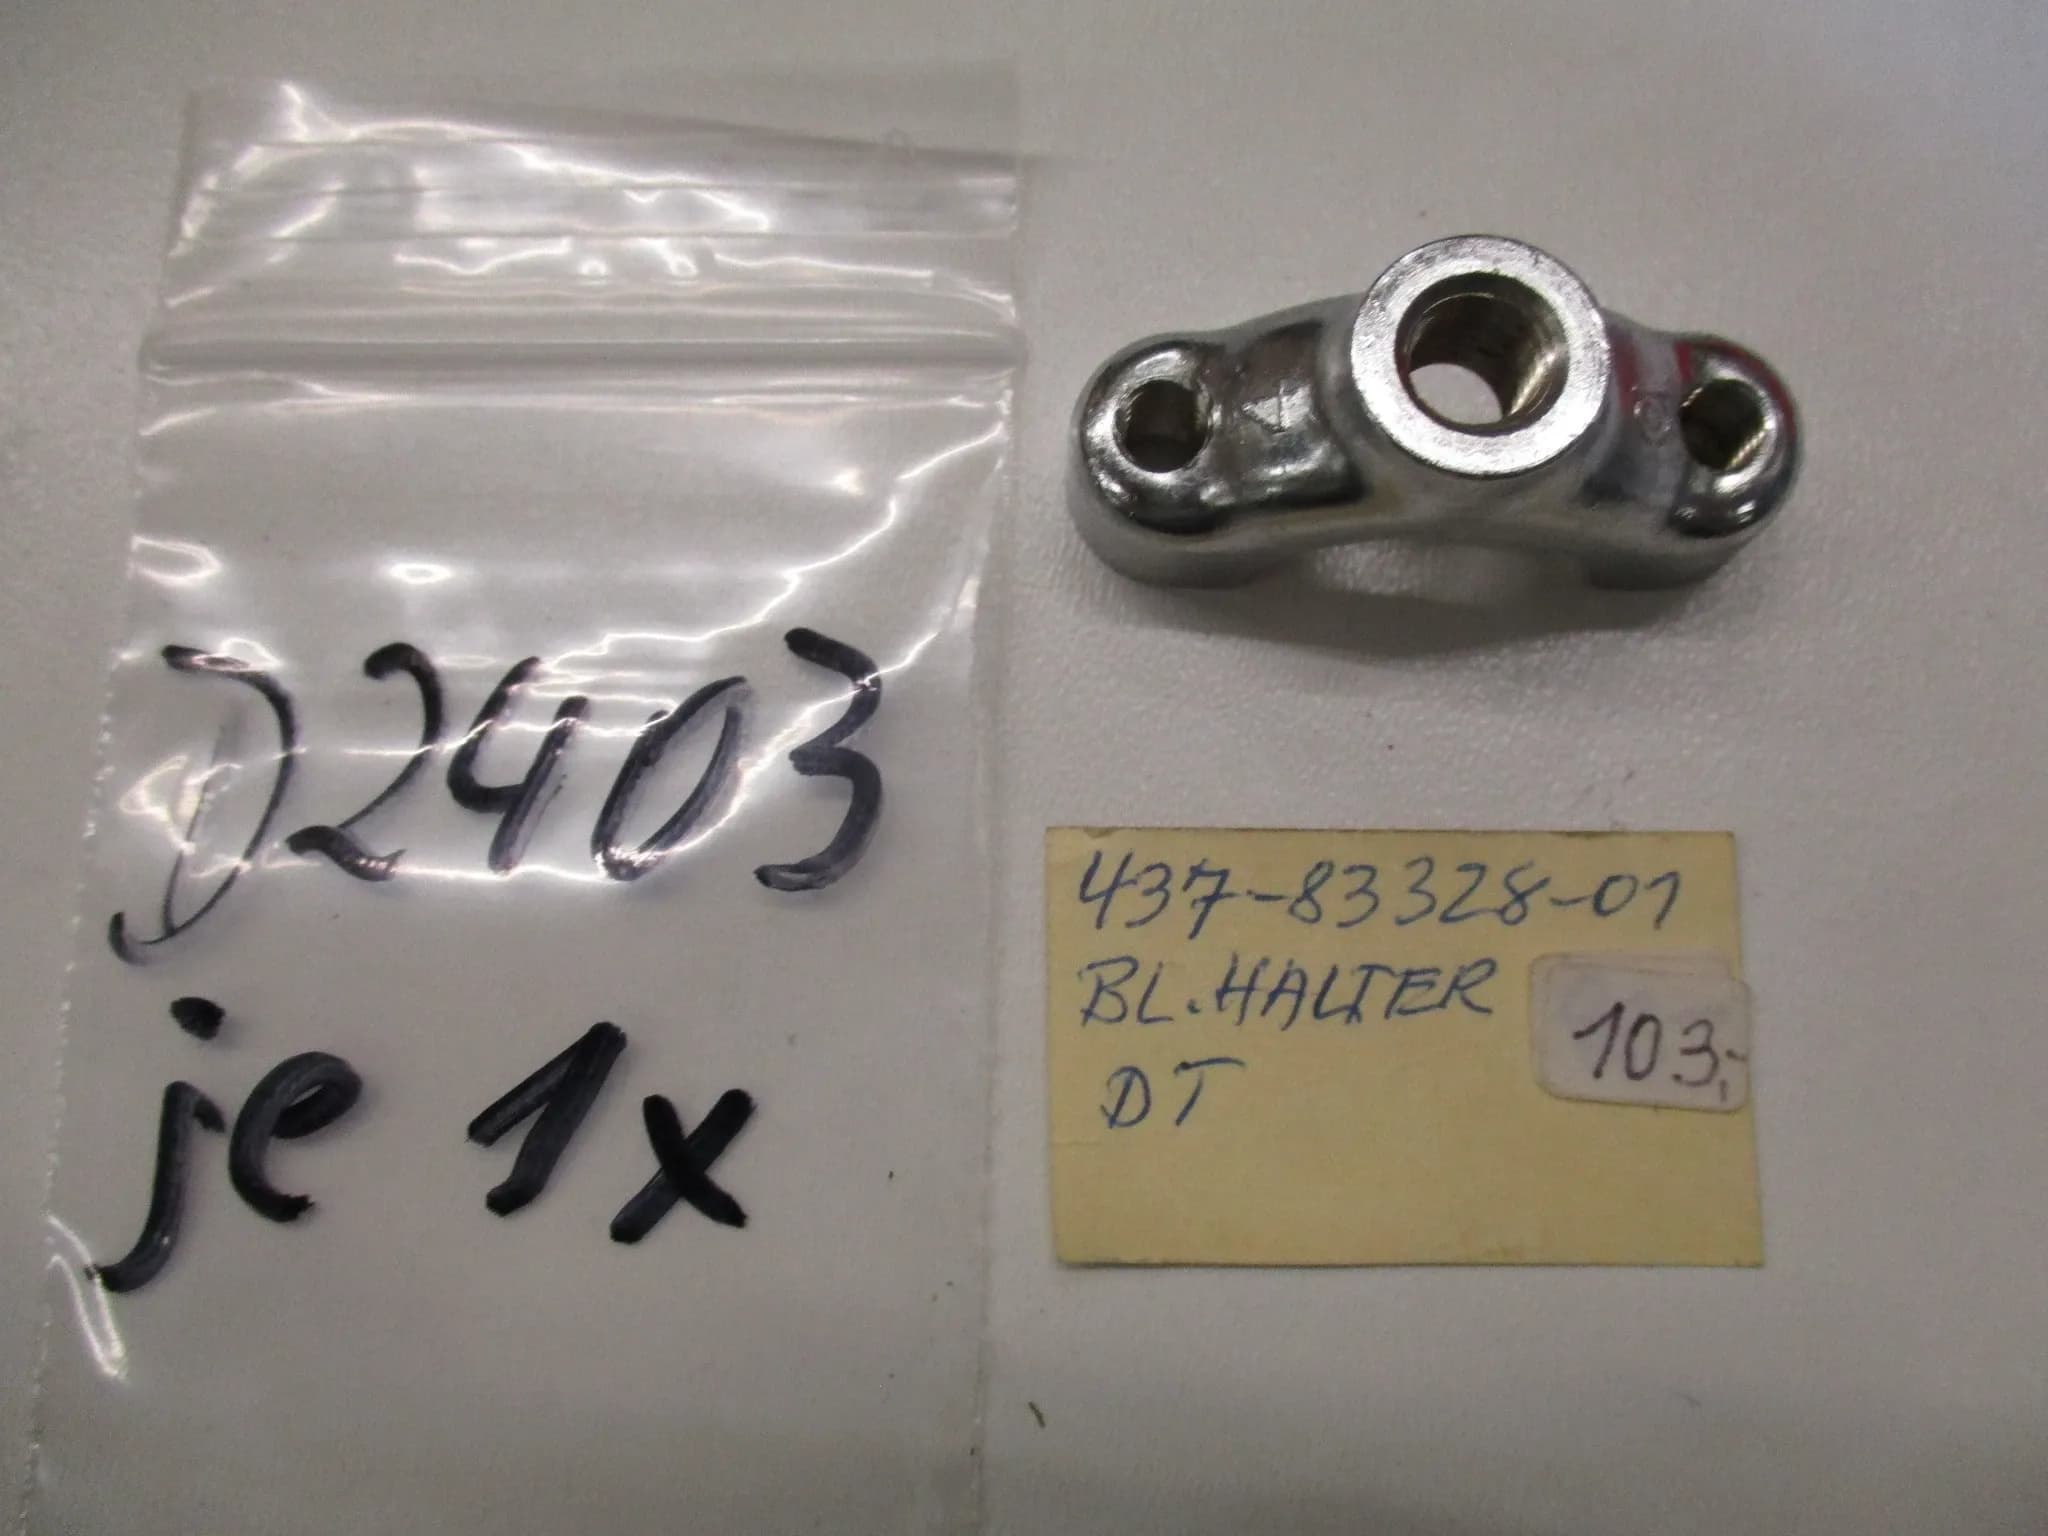 D2403
je 1x
437-83328-01
BL.HALTER
DT
103,-